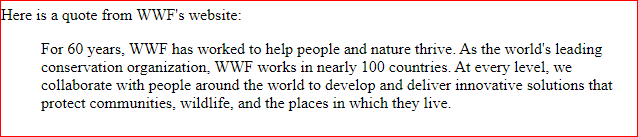 Here is a quote from WWF's website:
For 60 years, WWF has worked to help people and nature thrive. As the world's leading
conservation organization, WWF works in nearly 100 countries. At every level, we
collaborate with people around the world to develop and deliver innovative solutions that
protect communities, wildlife, and the places in which they live.